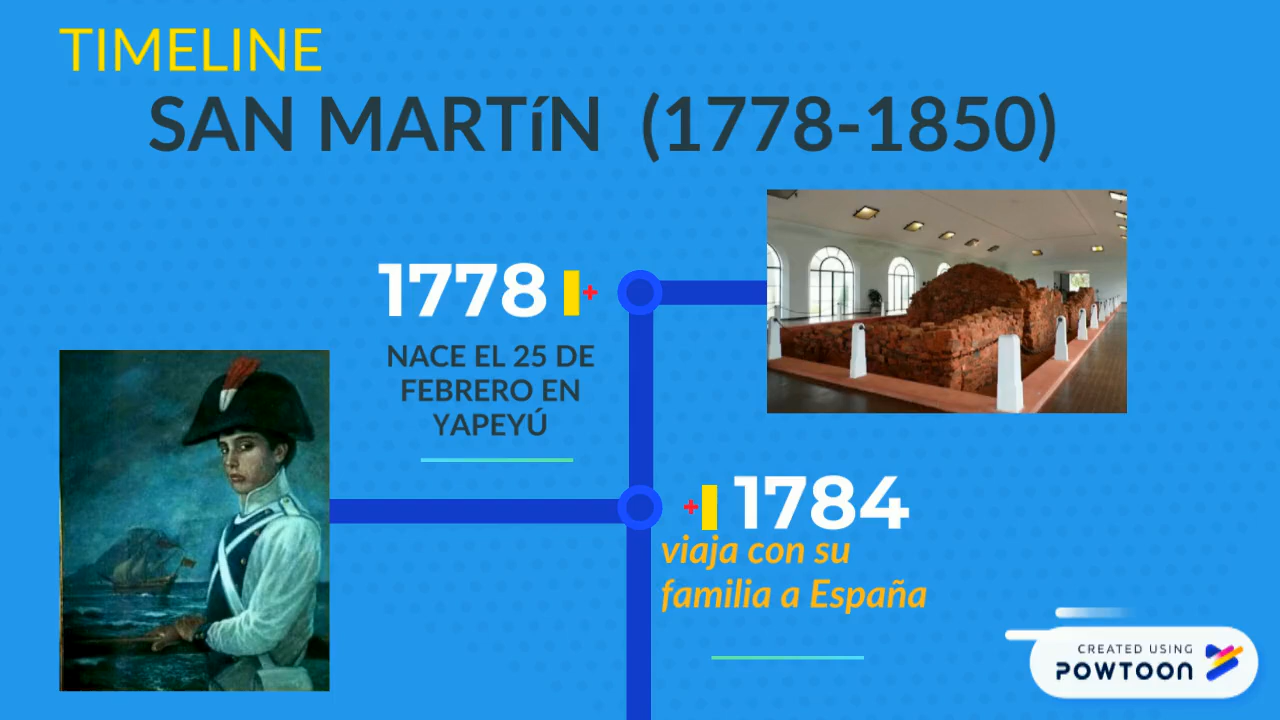 TIMELINE
SAN MARTíN (1778-1850)
1778
NACE EL 25 DE
FEBRERO EN
YAPEYÚ
1784
viaja con su
familia a España
CREATED USING
POWTOON